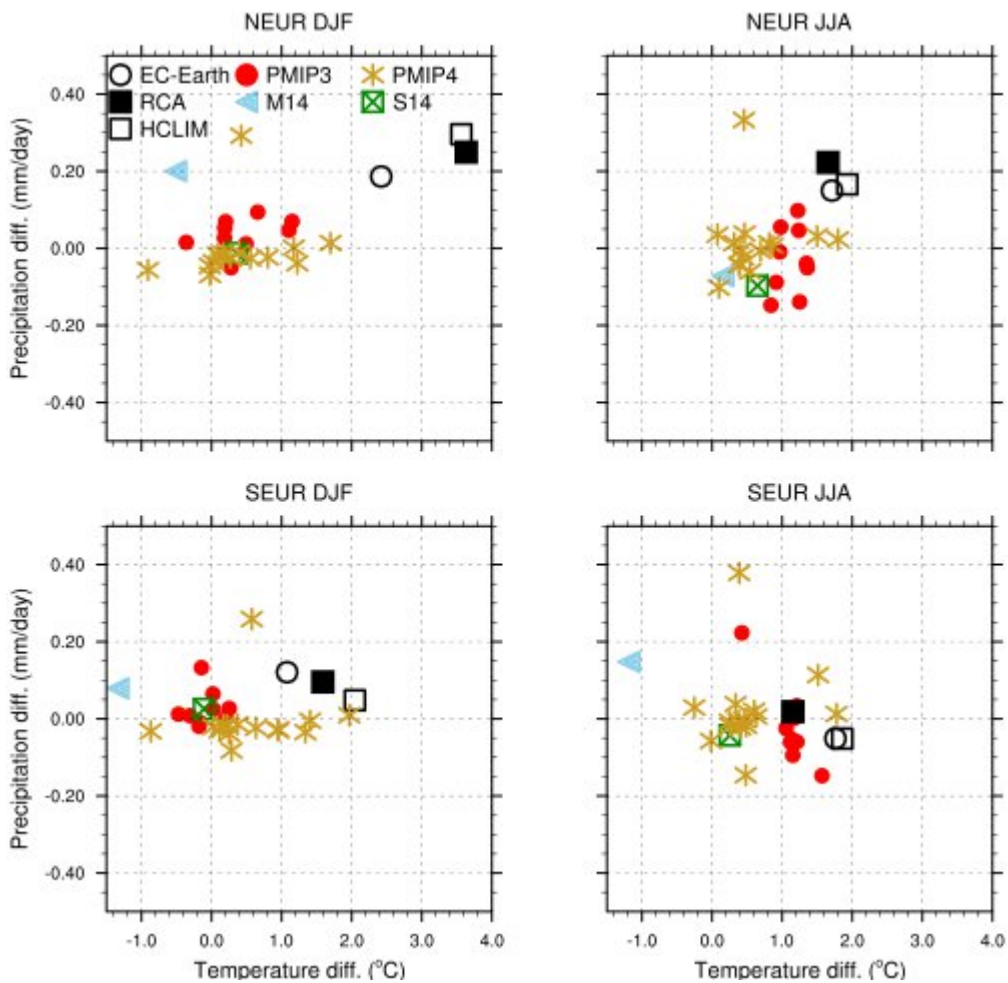 NEUR DJF
NEUR JJA
EC-Earth PMIP3 PMIP4
RCA M14 S14
HCLIM
Precipitation diff. (mm/day)
0.40
0.20
0.00
-0.20
-0.40
SEUR DJF
SEUR JJA
Precipitation diff. (mm/day)
0.40
0.20
0.00
-0.20
-0.40
-1.0 0.0 1.0 2.0 3.0 4.0
-1.0 0.0 1.0 2.0 3.0 4.0
Temperature diff. (°C)
Temperature diff. (°C)